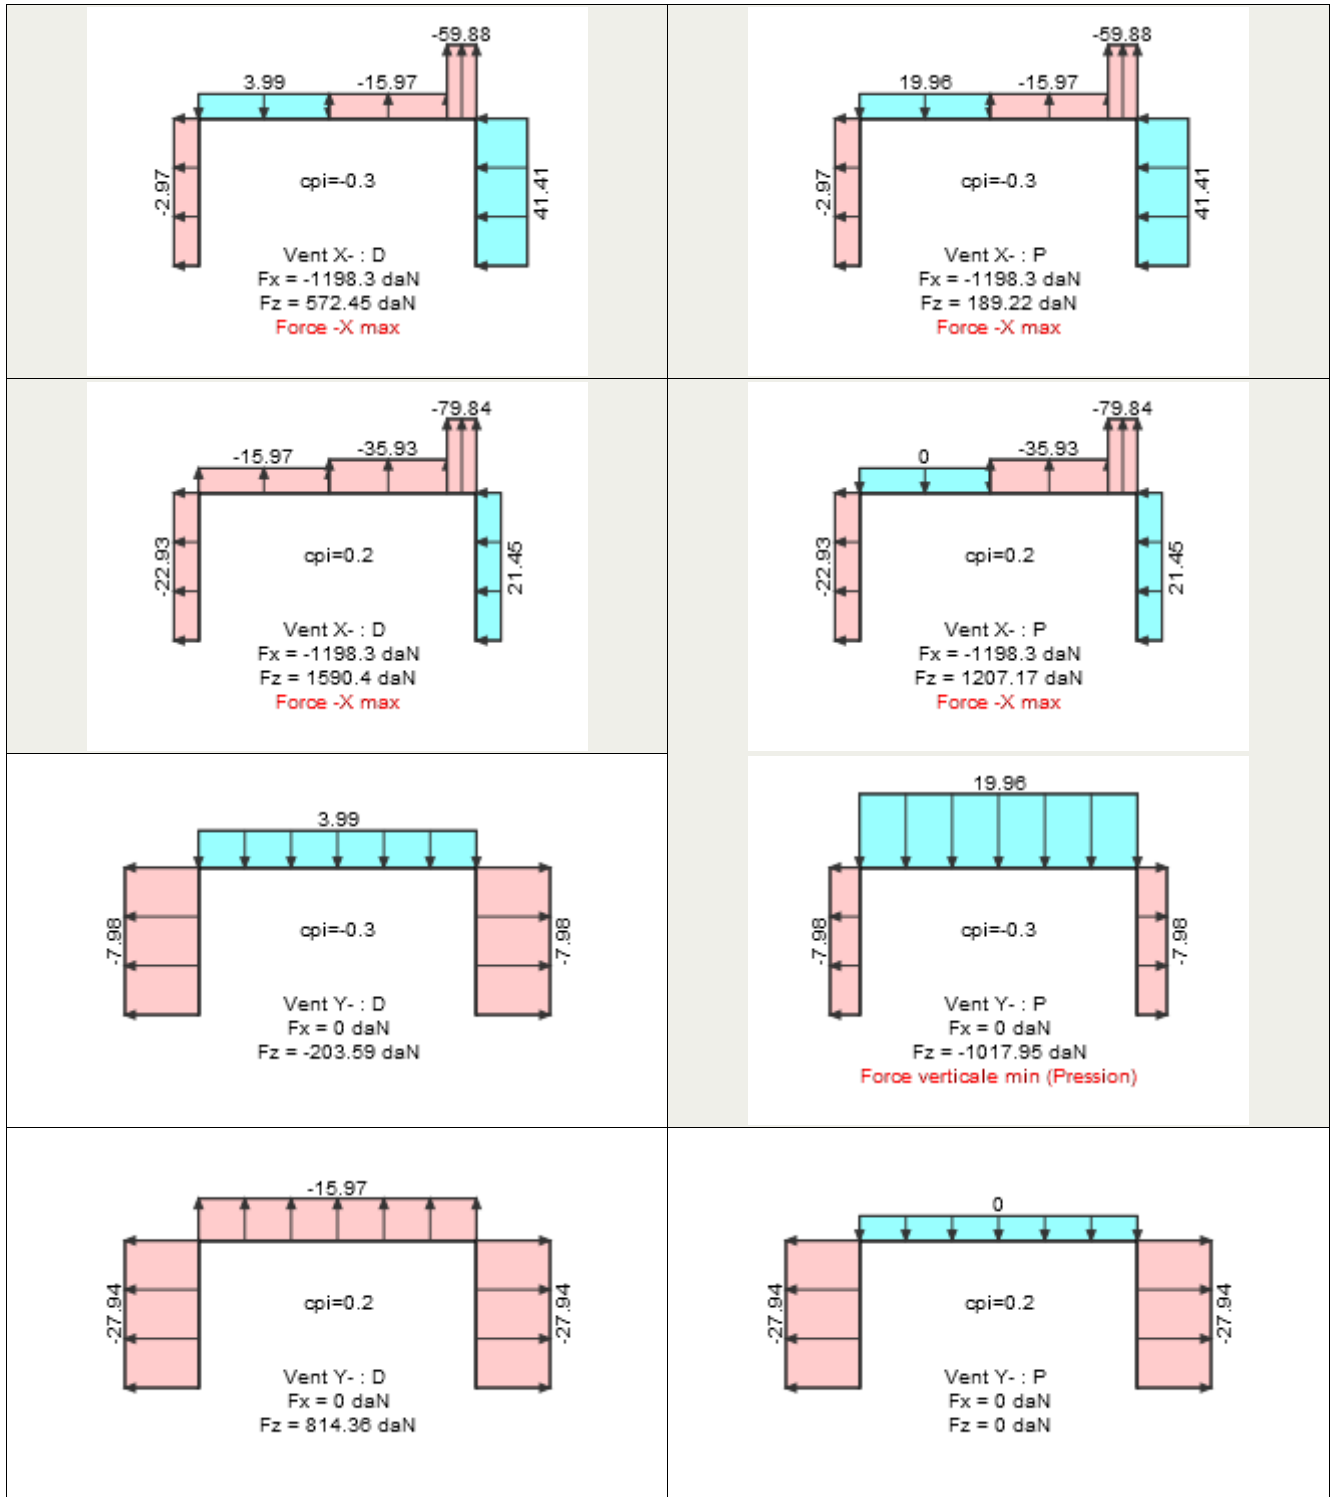 -59.88
3.99
-15.97
-2.97
cpi=-0.3
41.41
Vent X- : D
Fx = -1198.3 daN
Fz = 572.45 daN
Force -X max
-59.88
19.96
-15.97
-2.97
cpi=-0.3
41.41
Vent X- : P
Fx = -1198.3 daN
Fz = 189.22 daN
Force -X max
-79.84
-15.97
-35.93
-22.93
cpi=0.2
21.45
Vent X- : D
Fx = -1198.3 daN
Fz = 1590.4 daN
Force -X max
-79.84
0
-35.93
-22.93
cpi=0.2
21.45
Vent X- : P
Fx = -1198.3 daN
Fz = 1207.17 daN
Force -X max
3.99
-7.98
cpi=-0.3
-7.98
Vent Y- : D
Fx = 0 daN
Fz = -203.59 daN
19.96
-7.98
cpi=-0.3
-7.98
Vent Y- : P
Fx = 0 daN
Fz = -1017.95 daN
Force verticale min (Pression)
-15.97
-27.94
cpi=0.2
-27.94
Vent Y- : D
Fx = 0 daN
Fz = 814.36 daN
0
-27.94
cpi=0.2
-27.94
Vent Y- : P
Fx = 0 daN
Fz = 0 daN